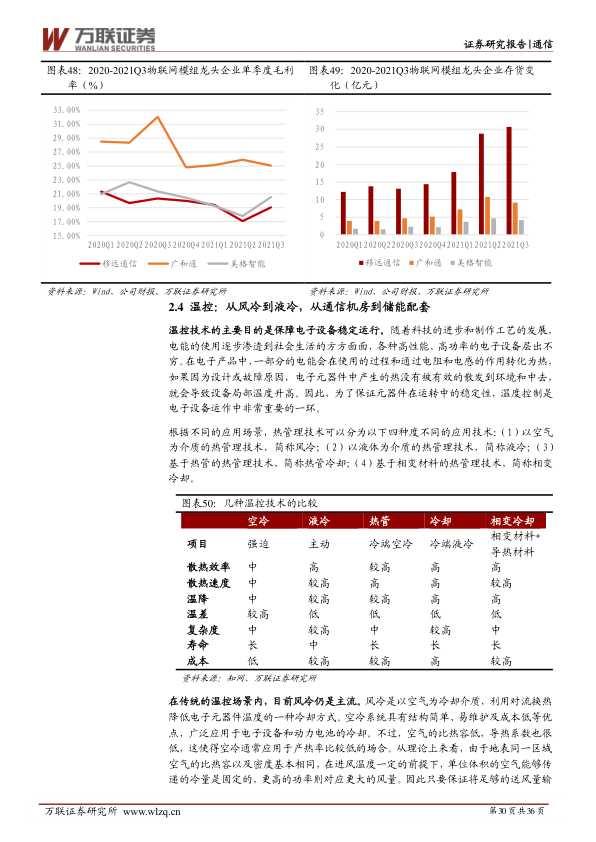 万联证券
WANLIAN SECURITIES
证券研究报告|通信
图表48：2020-2021Q3物联网模组龙头企业单季度毛利
率（%）
图表49：2020-2021Q3物联网模组龙头企业存货变
化（亿元）
33.00%
31.00%
29.00%
27.00%
25.00%
23.00%
21.00%
19.00%
17.00%
15.00%
2020Q1 2020Q2 2020Q3 2020Q4 2021Q1 2021Q2 2021Q3
移远通信 广和通 美格智能
35
30
25
20
15
10
5
0
2020Q1 2020Q2 2020Q3 2020Q4 2021Q1 2021Q2 2021Q3
移远通信 广和通 美格智能
资料来源：Wind、公司财报、万联证券研究所
资料来源：Wind、公司财报、万联证券研究所
2.4 温控：从风冷到液冷，从通信机房到储能配套
温控技术的主要目的是保障电子设备稳定运行。随着科技的进步和制作工艺的发展，
电能的使用逐步渗透到社会生活的方方面面，各种高性能、高功率的电子设备层出不
穷。在电子产品中，一部分的电能会在使用的过程和通过电阻和电感的作用转化为热，
如果因为设计或故障原因，电子元器件中产生的热没有被有效的散发到环境和中去，
就会导致设备局部温度升高。因此，为了保证元器件在运转中的稳定性，温度控制是
电子设备运作中非常重要的一环。
根据不同的应用场景，热管理技术可以分为以下四种度不同的应用技术：（1）以空气
为介质的热管理技术，简称风冷；（2）以液体为介质的热管理技术，简称液冷；（3）
基于热管的热管理技术，简称热管冷却；（4）基于相变材料的热管理技术，简称相变
冷却。
图表50：几种温控技术的比较
空冷 液冷 热管 冷却 相变冷却
项目 强迫 主动 冷端空冷 冷端液冷 相变材料+
导热材料
散热效率 中 高 较高 高 高
散热速度 中 较高 高 高 较高
温降 中 较高 较高 高 高
温差 较高 低 低 低 低
复杂度 中 较高 中 较高 中
寿命 长 中 长 长 长
成本 低 较高 较高 高 较高
资料来源：知网、万联证券研究所
在传统的温控场景内，目前风冷仍是主流。风冷是以空气为冷却介质，利用对流换热
降低电子元器件温度的一种冷却方式。空冷系统具有结构简单，易维护及成本低等优
点，广泛应用于电子设备和动力电池的冷却。不过，空气的比热容低，导热系数也很
低，这使得空冷通常应用于产热率比较低的场合。从理论上来看，由于地表同一区域
空气的比热容以及密度基本相同，在进风温度一定的前提下，单位体积的空气能够传
递的冷量是固定的，更高的功率则对应更大的风量。因此只要保证将足够的送风量输
万联证券研究所 www.wlzq.cn
第 30 页 共 36 页